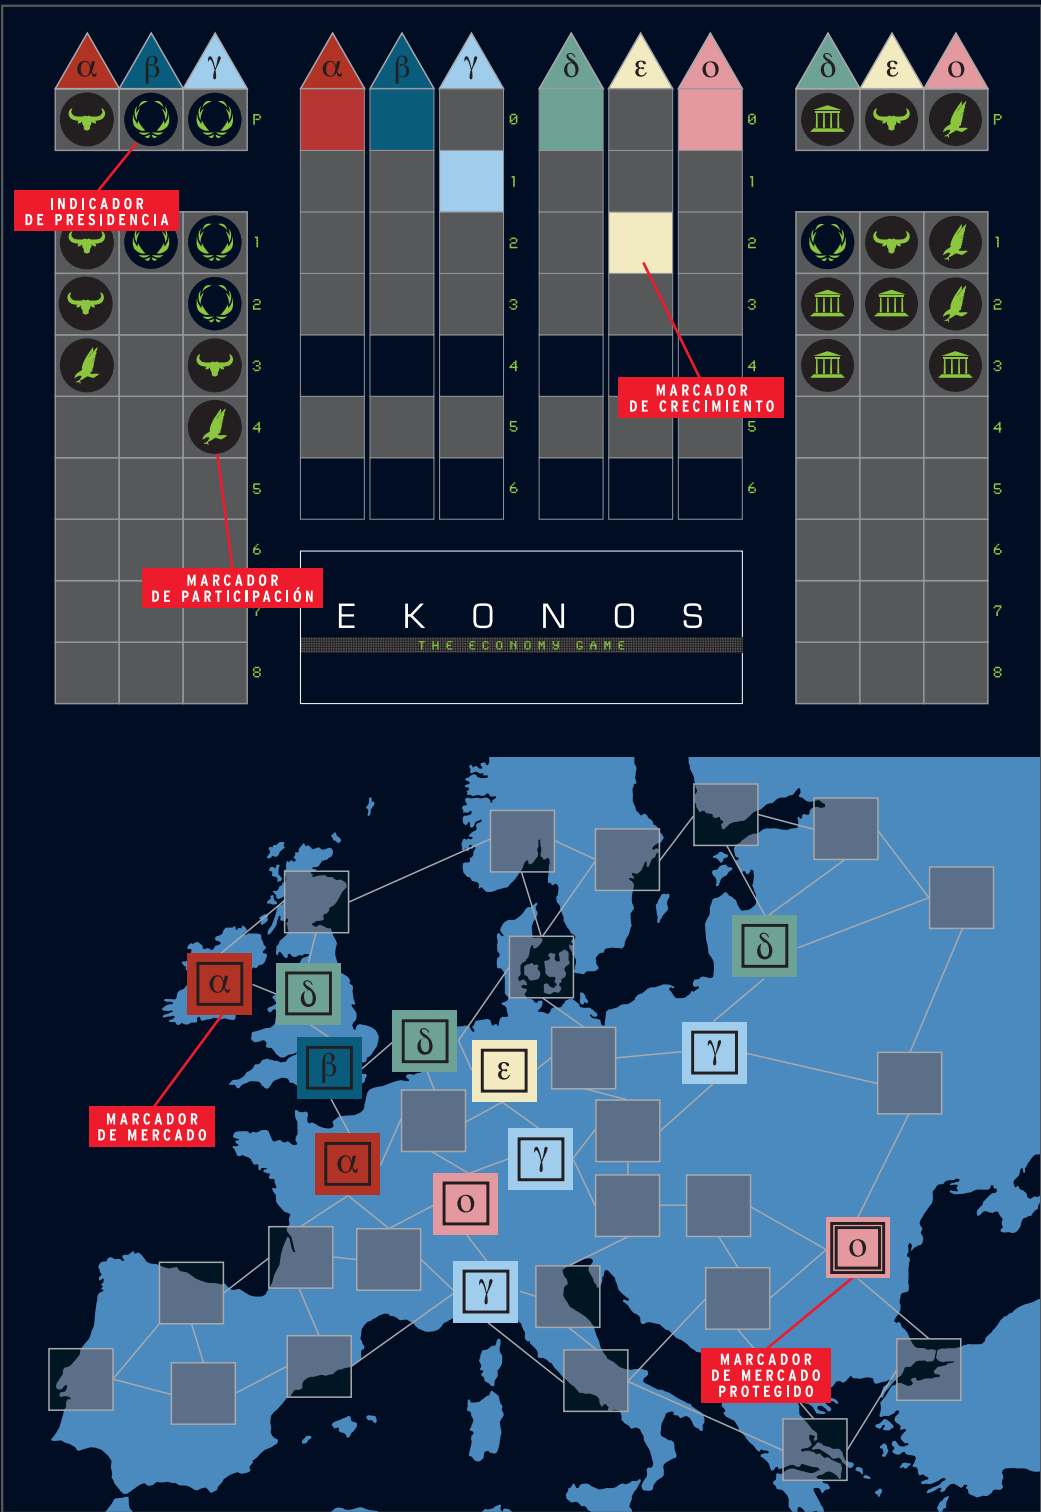 α β γ α β γ δ ε ο δ ε ο
P 0 0 P
INDICADOR
DE PRESIDENCIA
1 1
1 2 2 1
2 3 3 2
3 4 4 3
MARCADOR
DE CRECIMIENTO
4 5 5 4
5 6 6 5
6 6
MARCADOR
DE PARTICIPACIÓN
7 7
EKONOS
THE ECONOMY GAME
8 8
δ
α δ
β δ ε γ
MARCADOR
DE MERCADO
α γ
ο
ο
γ
MARCADOR
DE MERCADO
PROTEGIDO